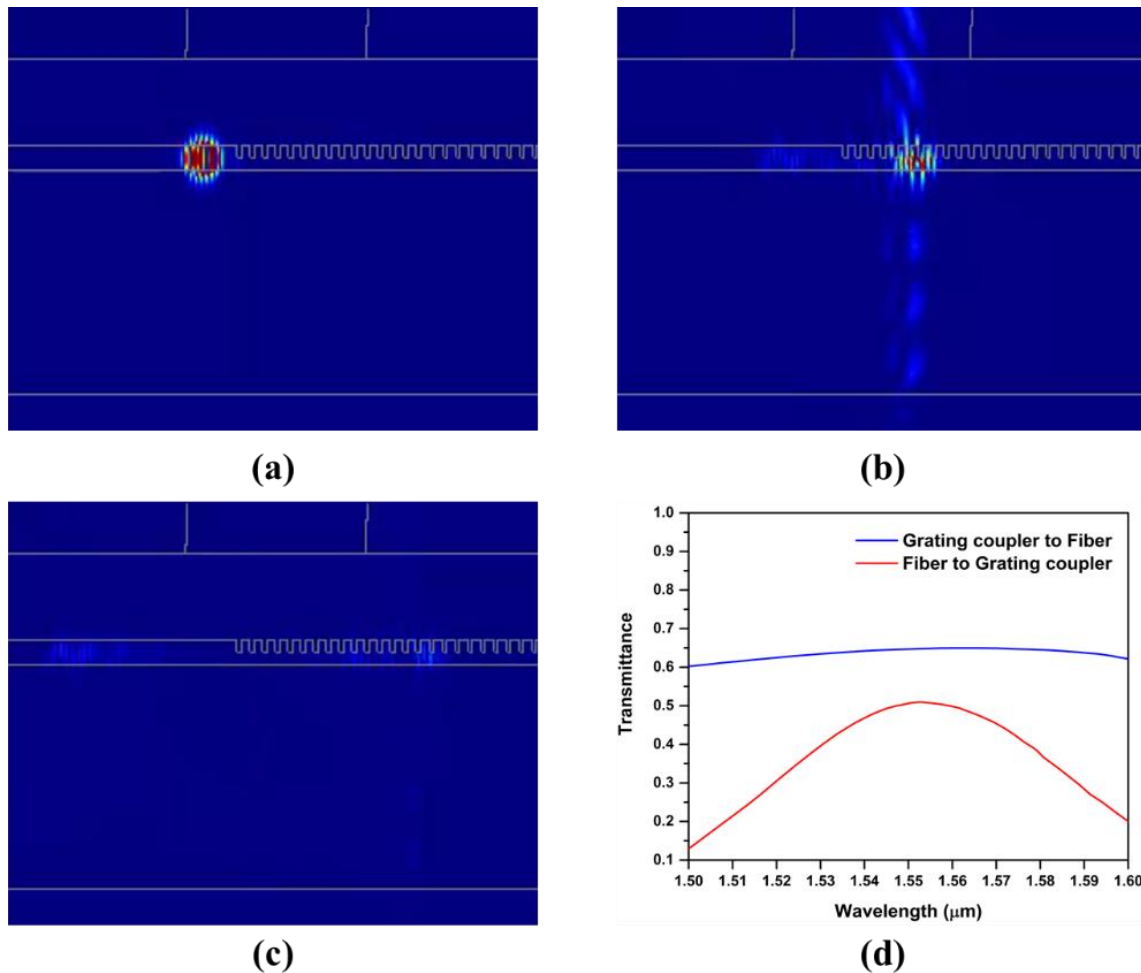 (a)
(b)
(c)
Transmittance
1.0
0.9
0.8
0.7
0.6
0.5
0.4
0.3
0.2
0.1
Grating coupler to Fiber
Fiber to Grating coupler
1.50 1.51 1.52 1.53 1.54 1.55 1.56 1.57 1.58 1.59 1.60
Wavelength (μm)
(d)